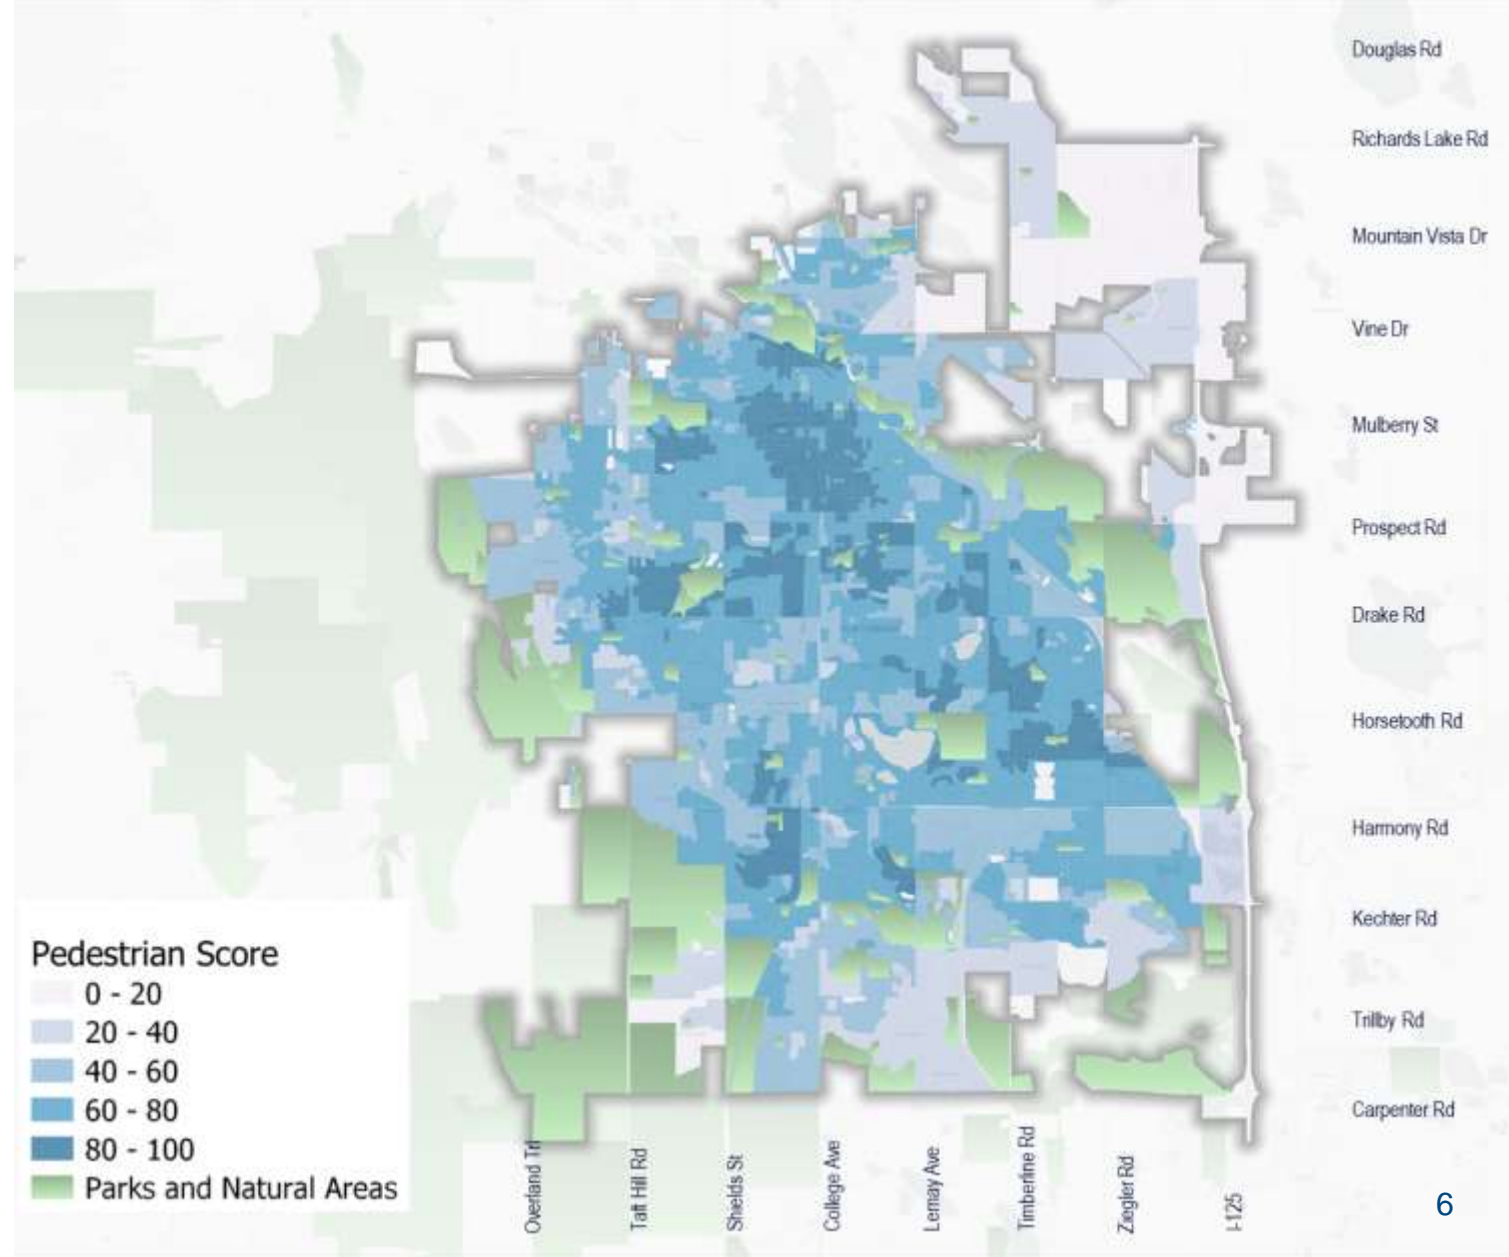 Douglas Rd
Richards Lake Rd
Mountain Vista Dr
Vine Dr
Mulberry St
Prospect Rd
Drake Rd
Horsetooth Rd
Harmony Rd
Kechter Rd
Trillby Rd
Carpenter Rd
Pedestrian Score
0 - 20
20 - 40
40 - 60
60 - 80
80 - 100
Parks and Natural Areas
Overland Trl
Taft Hill Rd
Shields St
College Ave
Lemay Ave
Timberline Rd
Ziegler Rd
I-125
6